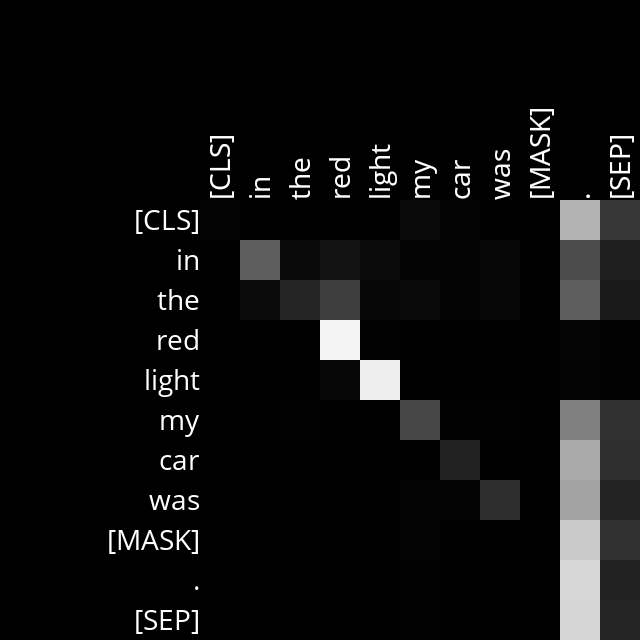 [CLS] in the red light my car was [MASK] . [SEP]
[CLS]
in
the
red
light
my
car
was
[MASK]
.
[SEP]